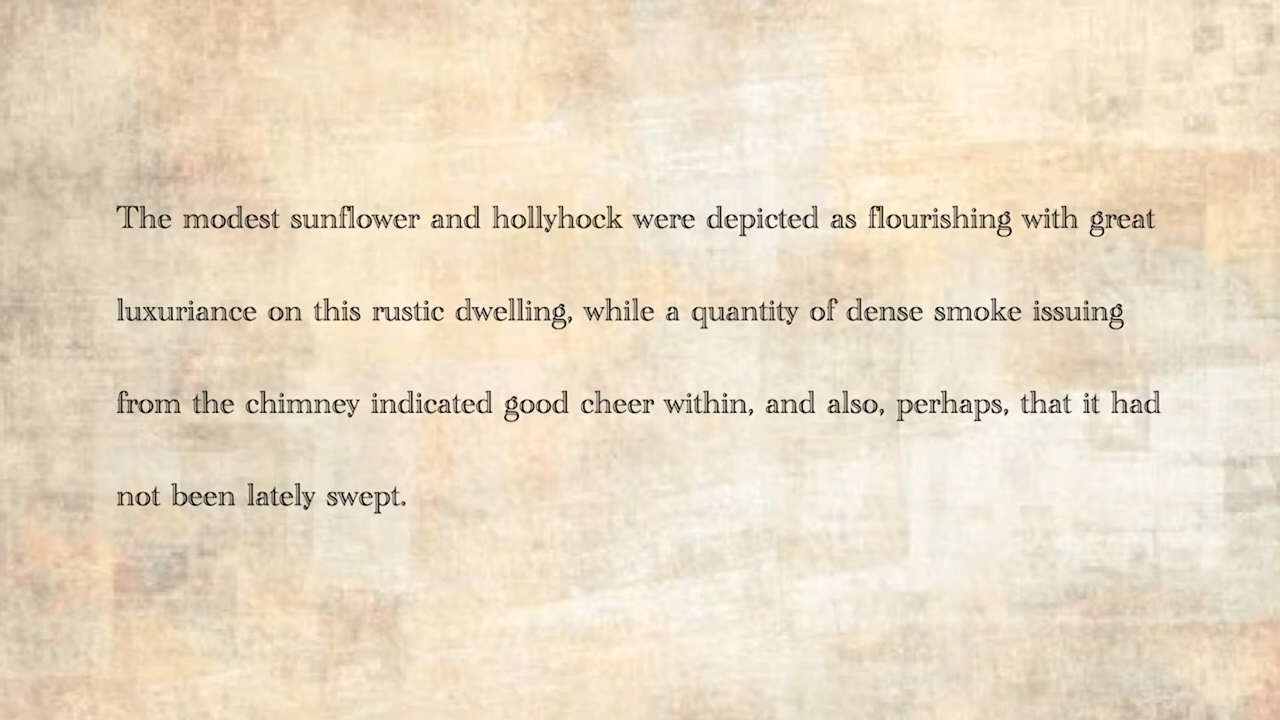 The modest sunflower and hollyhock were depicted as flourishing with great
luxuriance on this rustic dwelling, while a quantity of dense smoke issuing
from the chimney indicated good cheer within, and also, perhaps, that it had
not been lately swept.